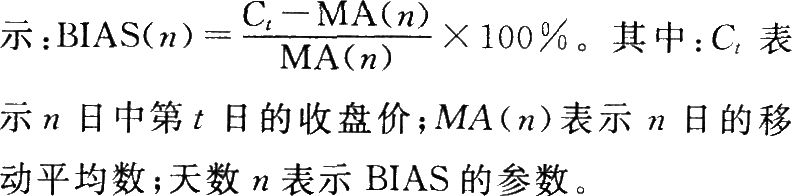 示:BIAS(n)=\frac{C_t-MA(n)}{MA(n)}×100%。其中:C_t 表
示 n 日中第 t 日的收盘价;MA(n)表示 n 日的移
动平均数;天数 n 表示 BIAS 的参数。